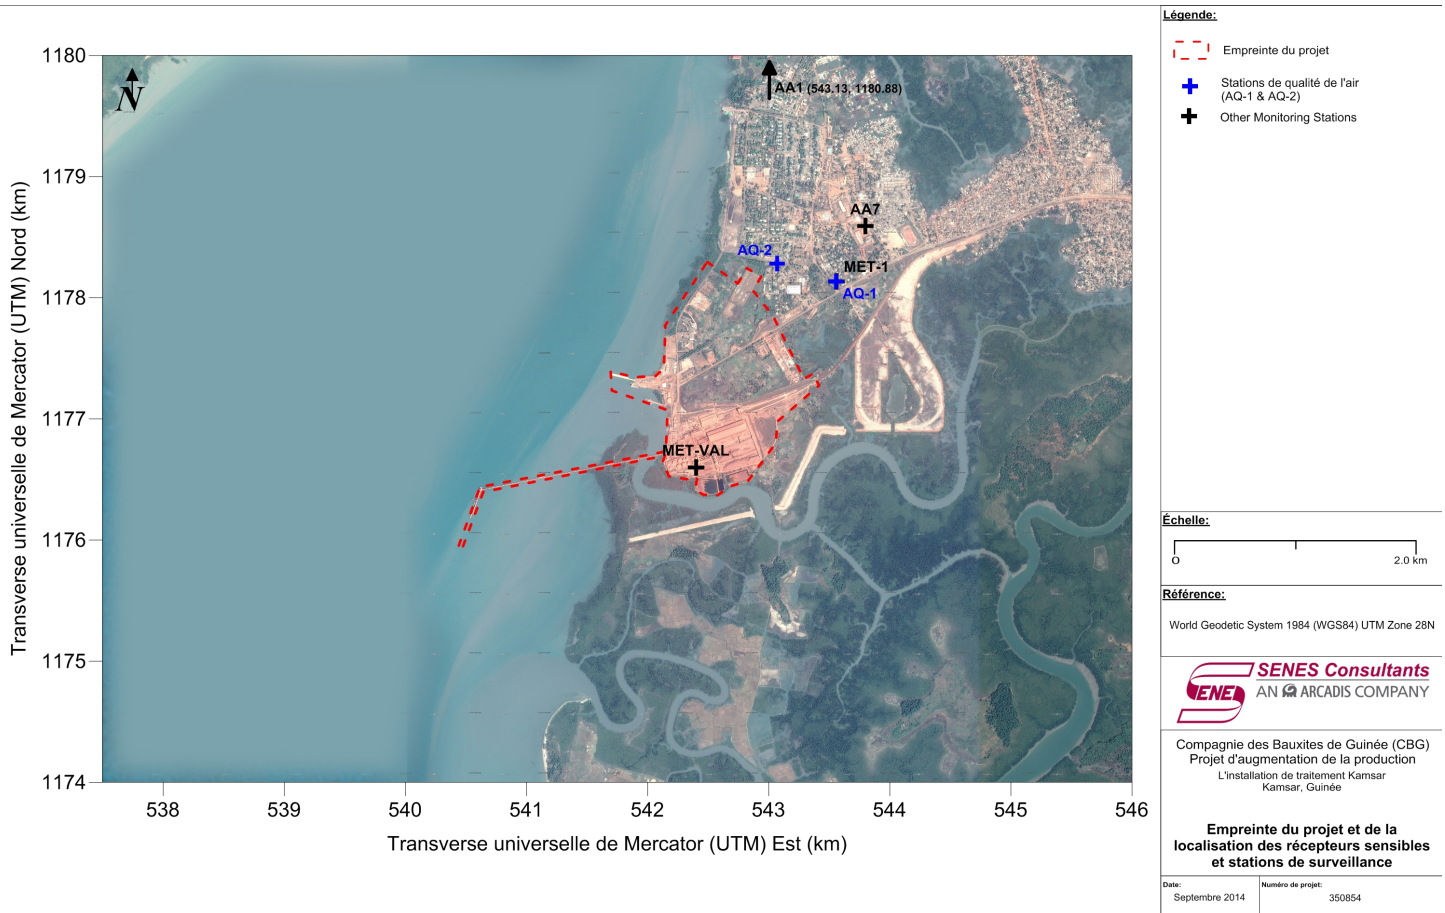 Légende:
Empreinte du projet
Stations de qualité de l'air
(AQ-1 & AQ-2)
Other Monitoring Stations
1180
1179
1178
1177
1176
1175
1174
Transverse universelle de Mercator (UTM) Nord (km)
N
AA1 (543.13, 1180.88)
AA7
AQ-2
MET-1
AQ-1
MET-VAL
538
539
540
541
542
543
544
545
546
Transverse universelle de Mercator (UTM) Est (km)
Échelle:
0
2.0 km
Référence:
World Geodetic System 1984 (WGS84) UTM Zone 28N
SENES
SENES Consultants
AN ARCADIS COMPANY
Compagnie des Bauxites de Guinée (CBG)
Projet d'augmentation de la production
L'installation de traitement Kamsar
Kamsar, Guinée
Empreinte du projet et de la
localisation des récepteurs sensibles
et stations de surveillance
Date:
Septembre 2014
Numéro de projet:
350854